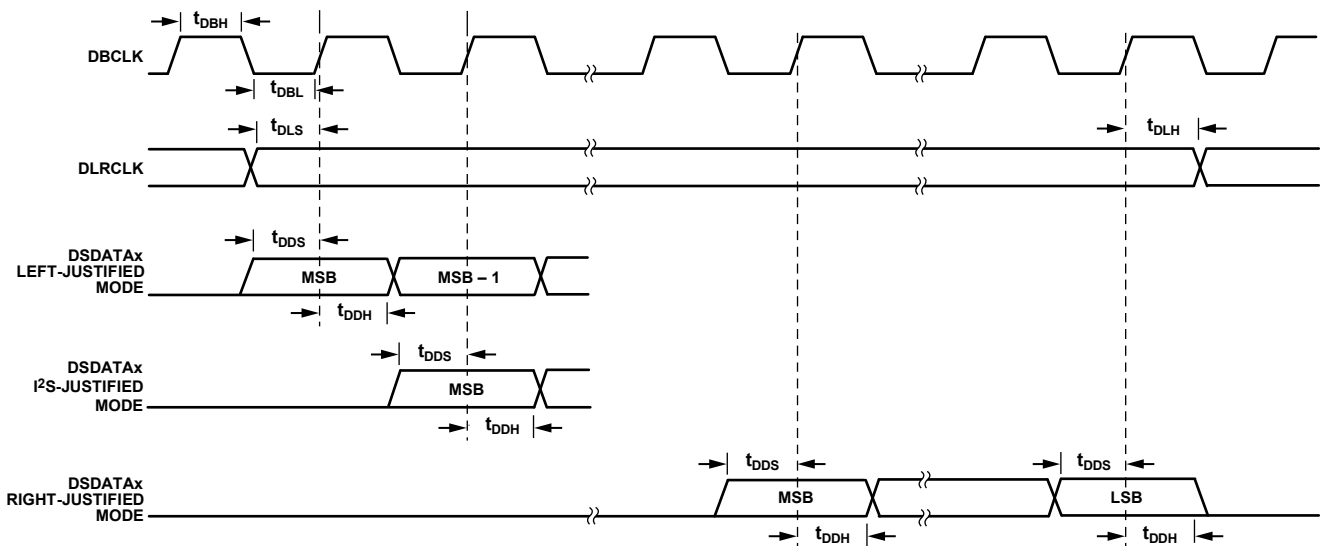 tDBH
DBCLK
tDBL
tDLS
tDLH
DLRCLK
tDDS
DSDATAx
LEFT-JUSTIFIED
MODE
MSB
MSB – 1
tDDH
tDDS
DSDATAx
I²S-JUSTIFIED
MODE
MSB
tDDH
tDDS
tDDS
DSDATAx
RIGHT-JUSTIFIED
MODE
MSB
LSB
tDDH
tDDH